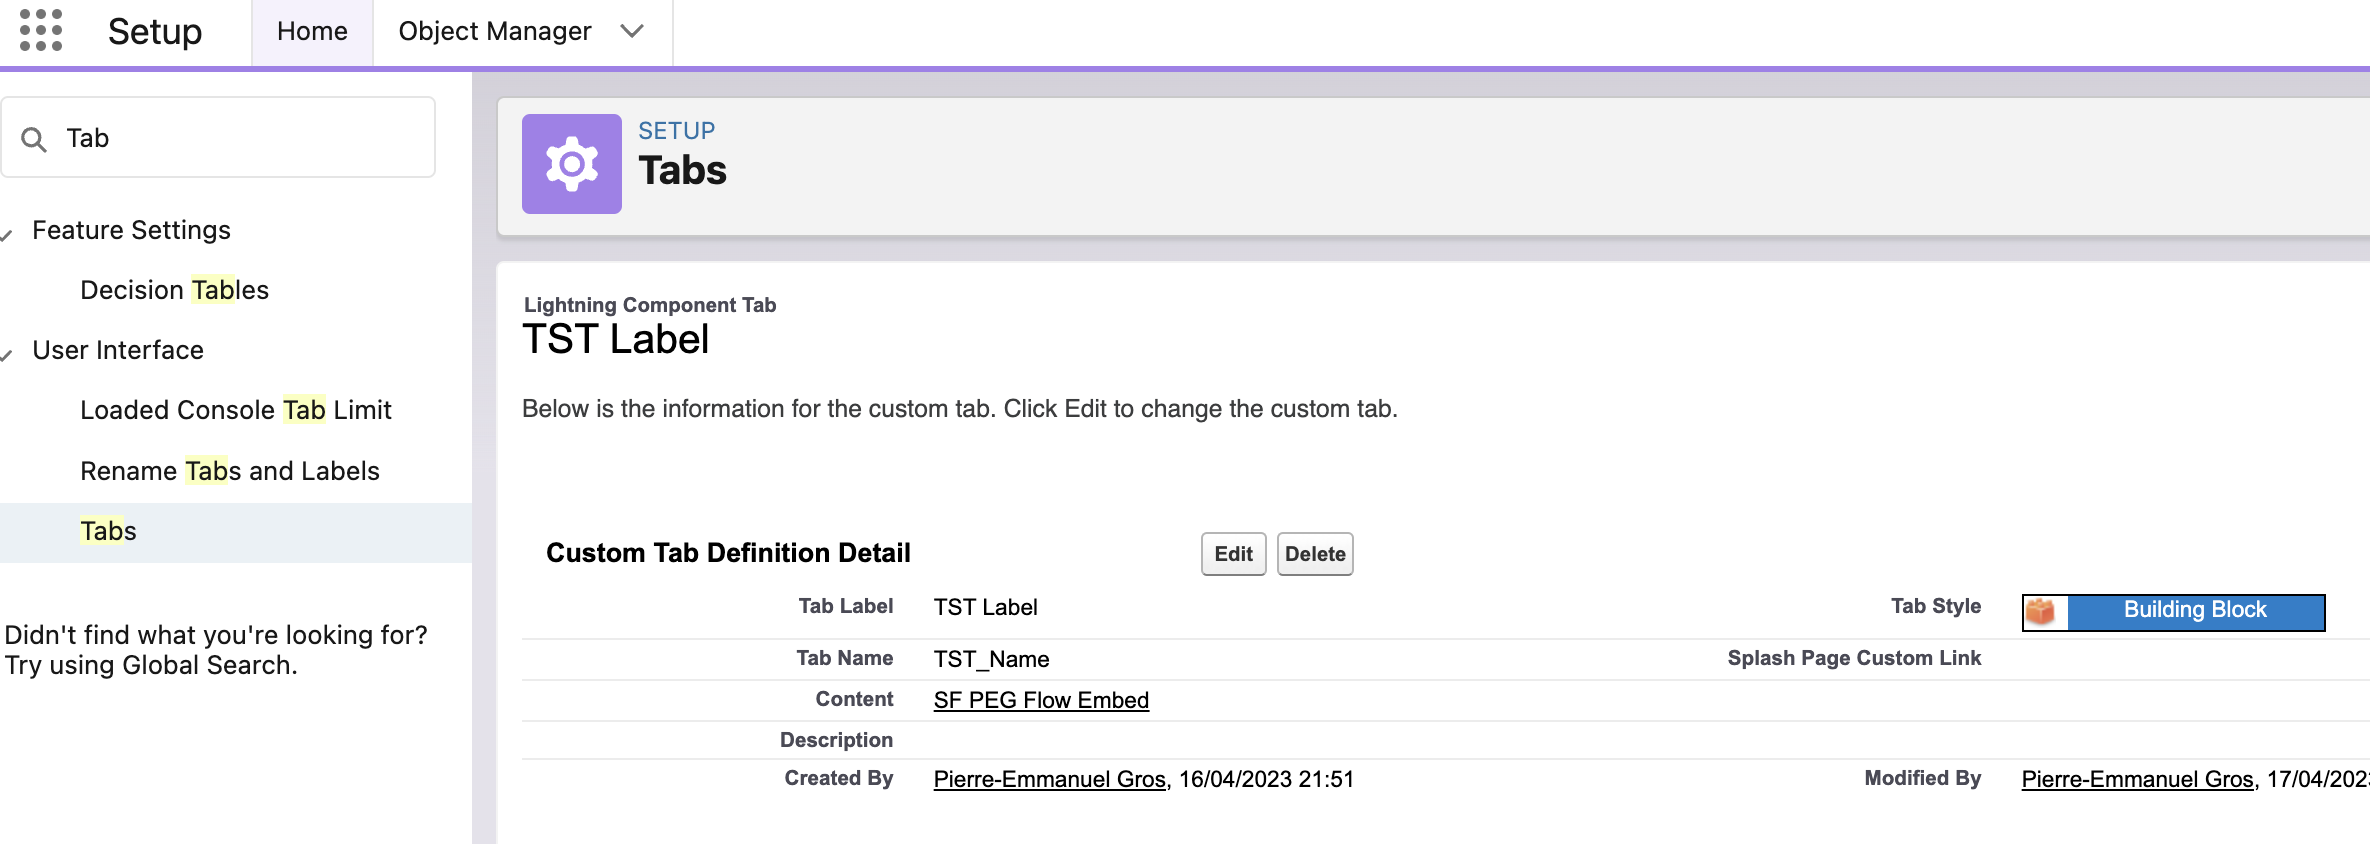 Setup
Home
Object Manager
Tab
Feature Settings
Decision Tables
User Interface
Loaded Console Tab Limit
Rename Tabs and Labels
Tabs
Didn't find what you're looking for?
Try using Global Search.
SETUP
Tabs
Lightning Component Tab
TST Label
Below is the information for the custom tab. Click Edit to change the custom tab.
Custom Tab Definition Detail
Edit
Delete
Tab Label TST Label
Tab Style Building Block
Tab Name TST_Name
Splash Page Custom Link
Content SF PEG Flow Embed
Description
Created By Pierre-Emmanuel Gros, 16/04/2023 21:51
Modified By Pierre-Emmanuel Gros, 17/04/202